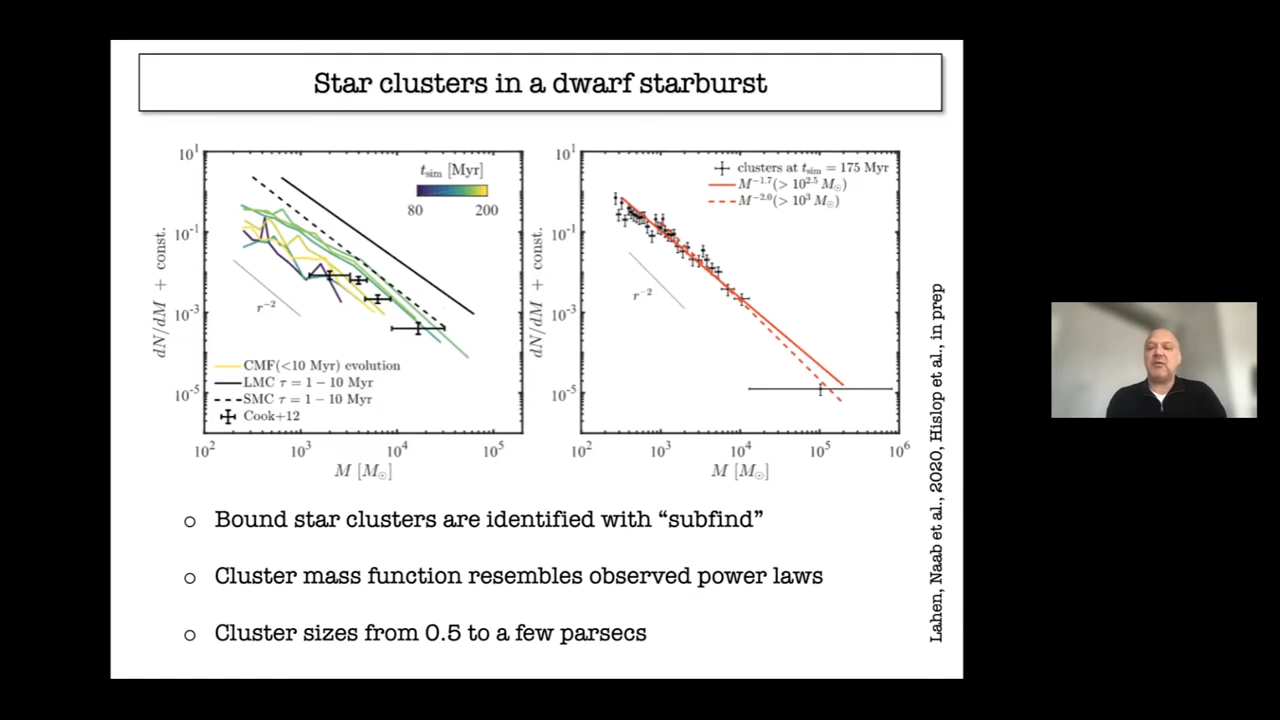 Star clusters in a dwarf starburst
10¹
10⁻¹
10⁻³
10⁻⁵
dN/dM + const.
t_sim [Myr]
80 200
r⁻²
CMF(<10 Myr) evolution
LMC τ = 1 − 10 Myr
SMC τ = 1 − 10 Myr
Cook+12
10² 10³ 10⁴ 10⁵
M [M☉]
10¹
10⁻¹
10⁻³
10⁻⁵
dN/dM + const.
clusters at t_sim = 175 Myr
M⁻¹·⁷(> 10²·⁵ M☉)
M⁻²·⁰(> 10³ M☉)
r⁻²
10² 10³ 10⁴ 10⁵ 10⁶
M [M☉]
Lahen, Naab et al., 2020, Hislop et al., in prep
○ Bound star clusters are identified with “subfind”
○ Cluster mass function resembles observed power laws
○ Cluster sizes from 0.5 to a few parsecs